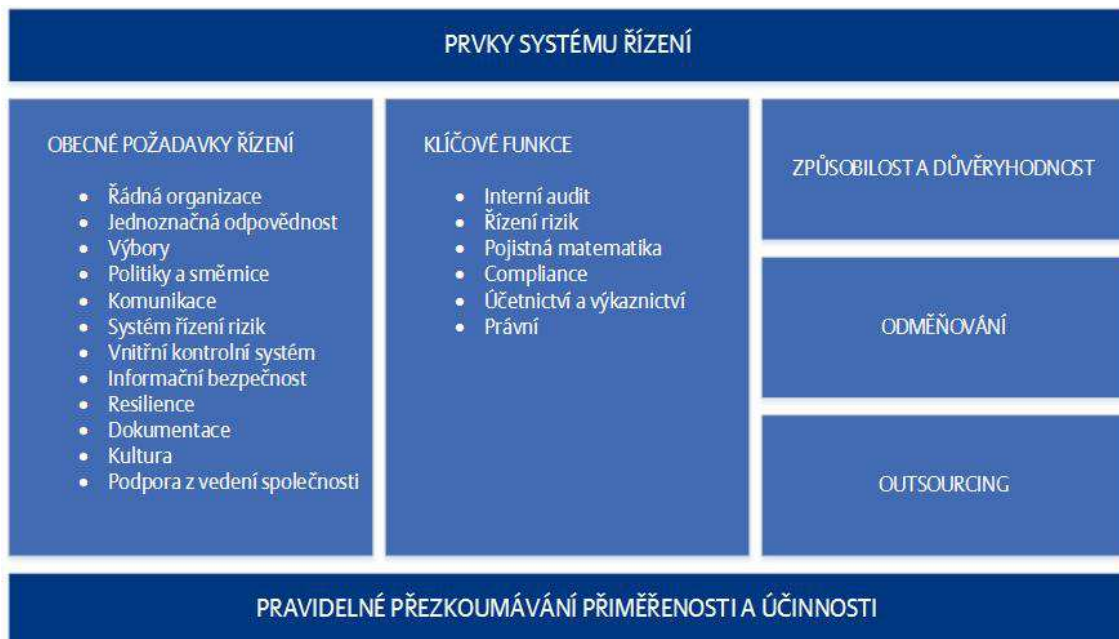 PRVKY SYSTÉMU ŘÍZENÍ
OBECNÉ POŽADAVKY ŘÍZENÍ
• Řádná organizace
• Jednoznačná odpovědnost
• Výbory
• Politiky a směrnice
• Komunikace
• Systém řízení rizik
• Vnitřní kontrolní systém
• Informační bezpečnost
• Resilience
• Dokumentace
• Kultura
• Podpora z vedení společnosti
KLÍČOVÉ FUNKCE
• Interní audit
• Řízení rizik
• Pojistná matematika
• Compliance
• Účetnictví a výkaznictví
• Právní
ZPŮSOBILOST A DŮVĚRYHODNOST
ODMĚŇOVÁNÍ
OUTSOURCING
PRAVIDELNÉ PŘEZKOUMÁVÁNÍ PŘIMĚŘENOSTI A ÚČINNOSTI